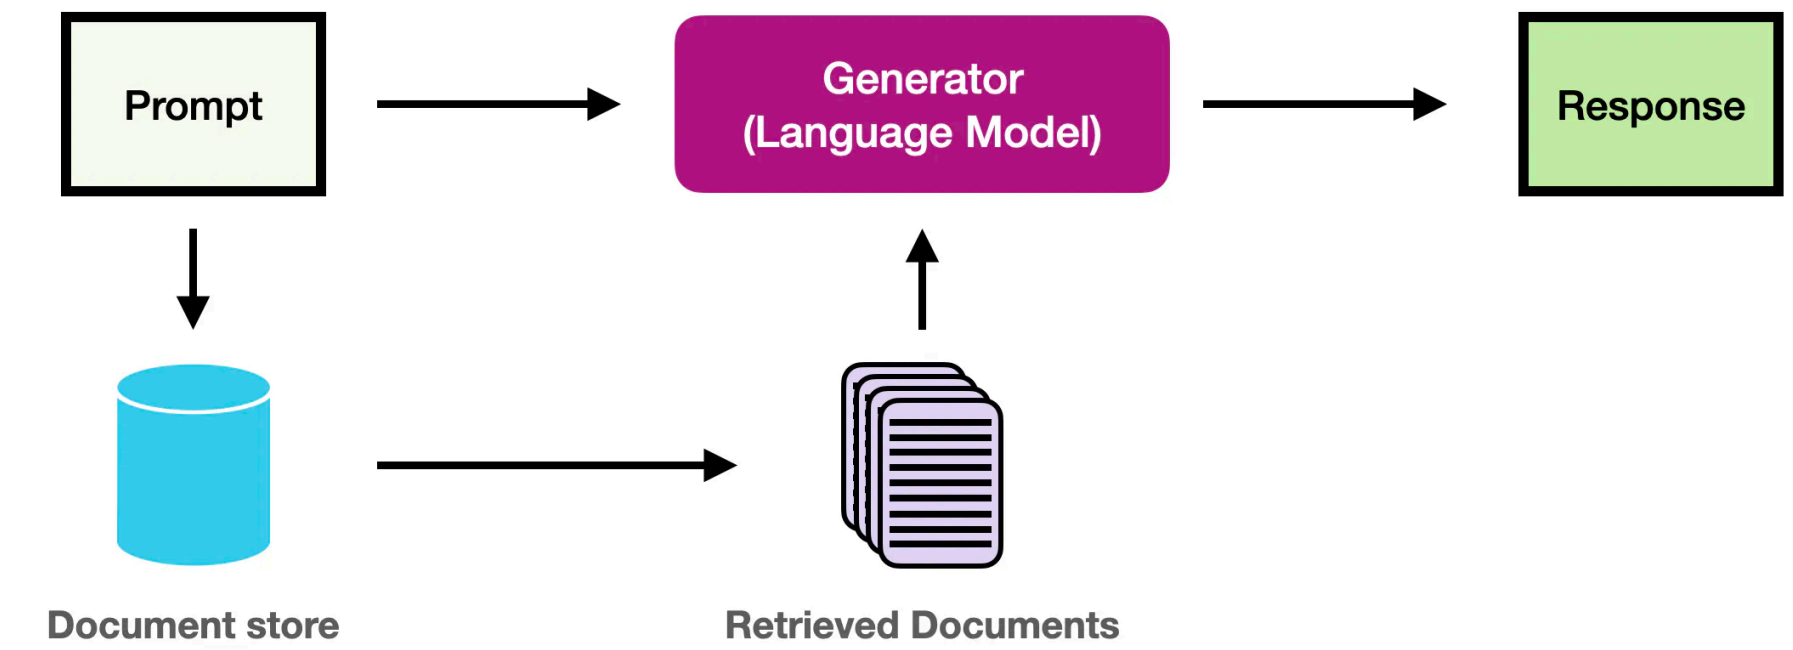 Prompt
Generator
(Language Model)
Response
Document store
Retrieved Documents